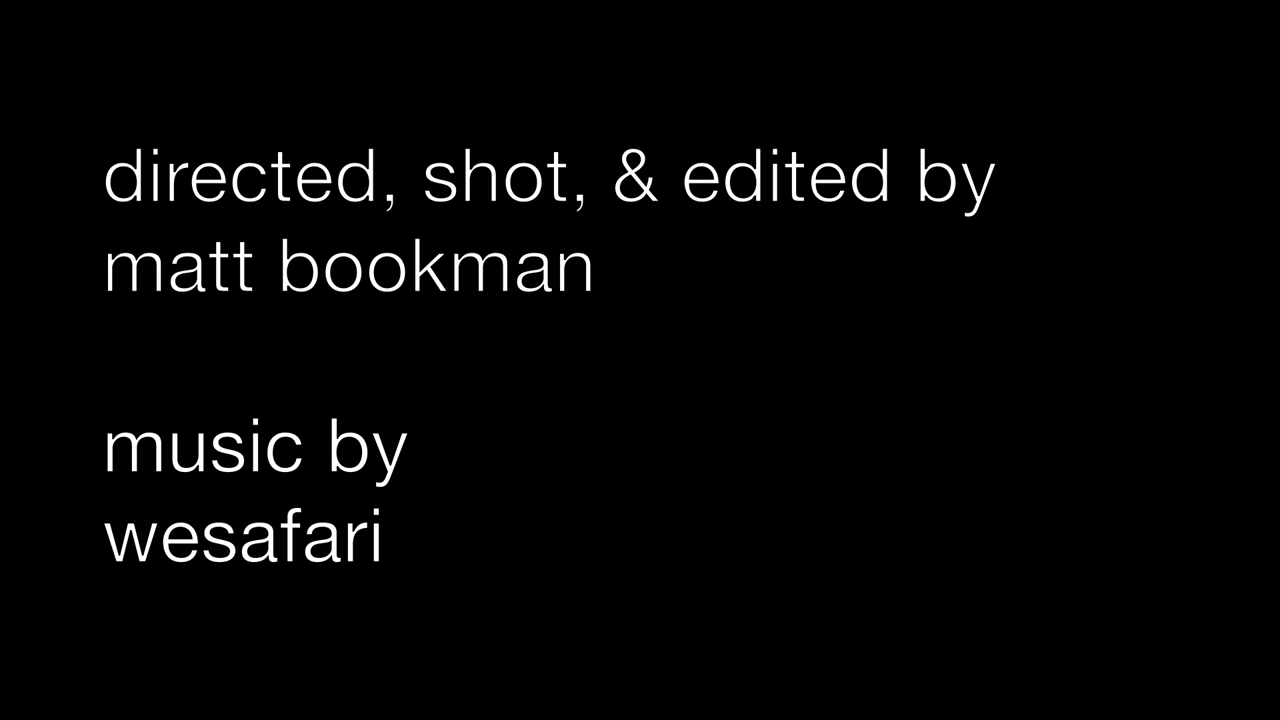 directed, shot, & edited by
matt bookman
music by
wesafari